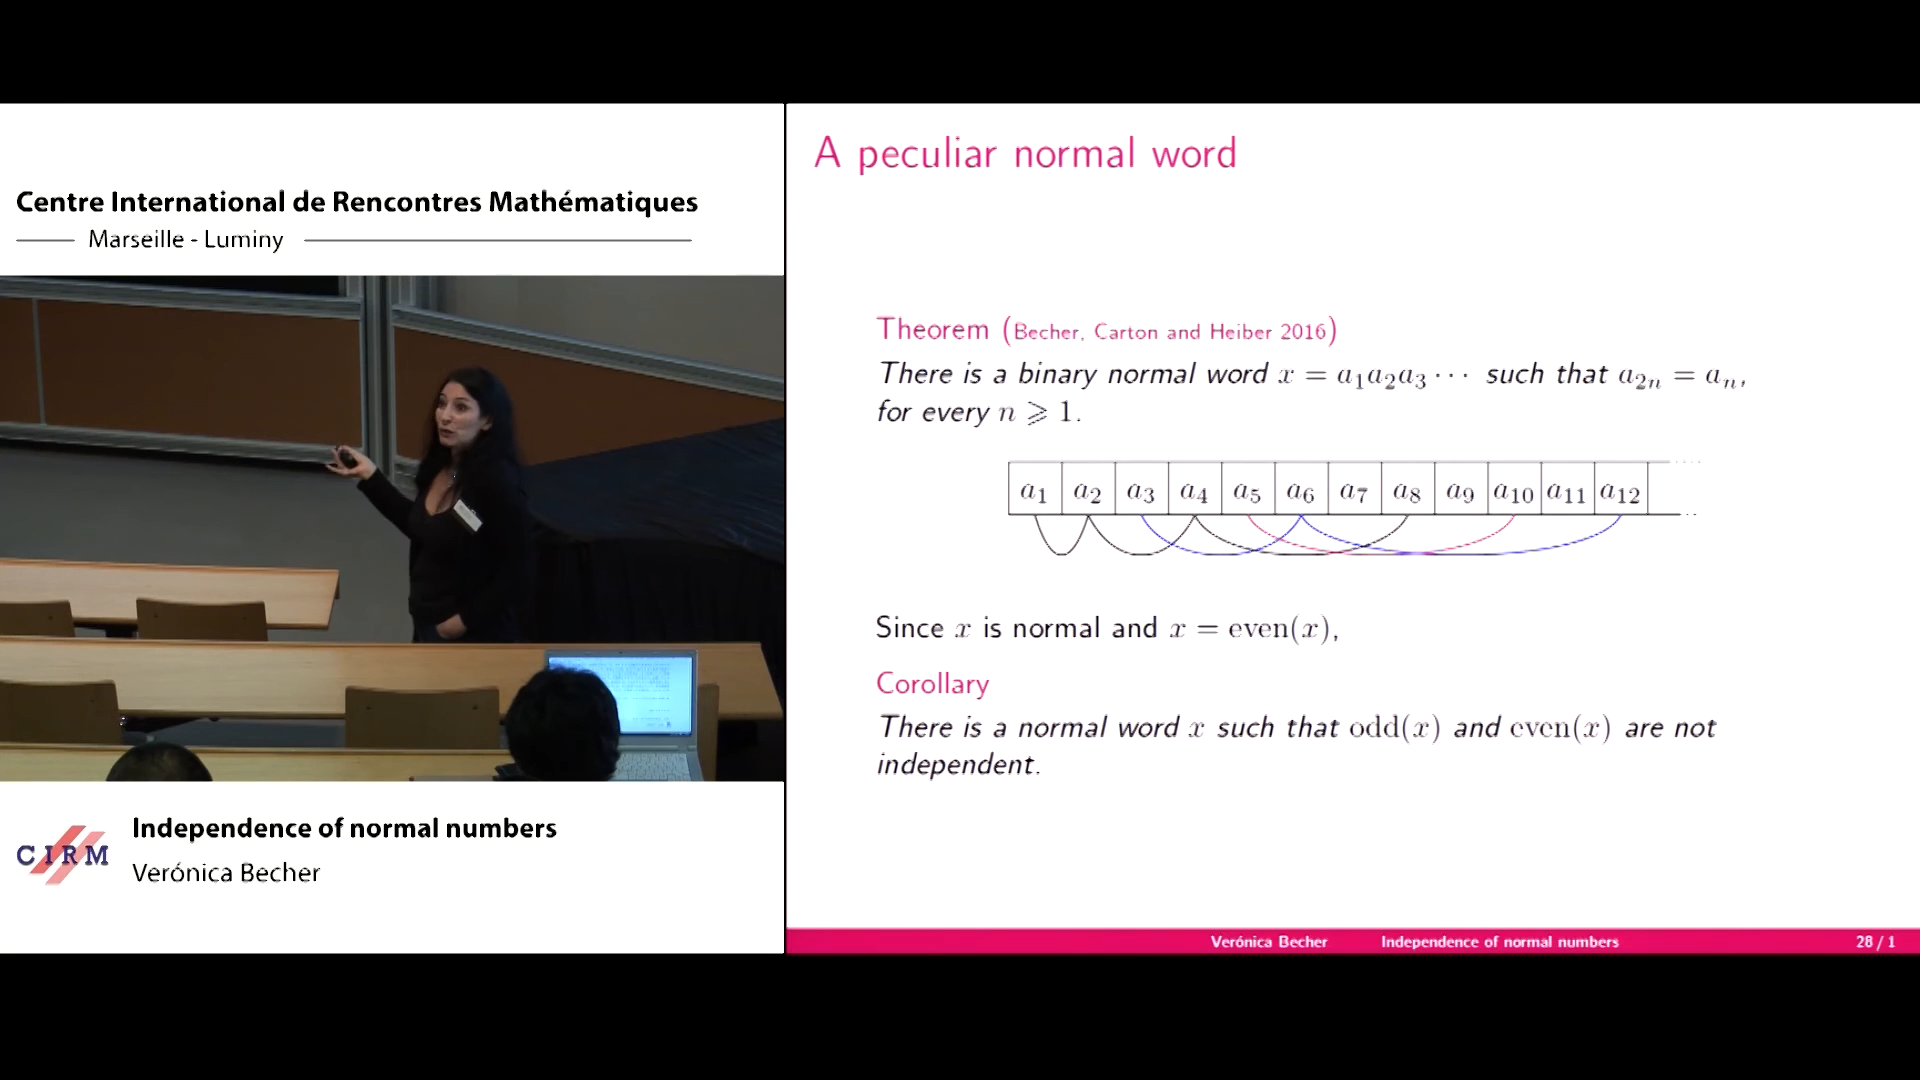 Centre International de Rencontres Mathématiques
Marseille - Luminy
CIRM
Independence of normal numbers
Verónica Becher
A peculiar normal word
Theorem (Becher, Carton and Heiber 2016)
There is a binary normal word x = a₁a₂a₃ ⋯ such that a₂ₙ = aₙ,
for every n ⩾ 1.
a₁ a₂ a₃ a₄ a₅ a₆ a₇ a₈ a₉ a₁₀ a₁₁ a₁₂
Since x is normal and x = even(x),
Corollary
There is a normal word x such that odd(x) and even(x) are not
independent.
Verónica Becher Independence of normal numbers 28 / 1